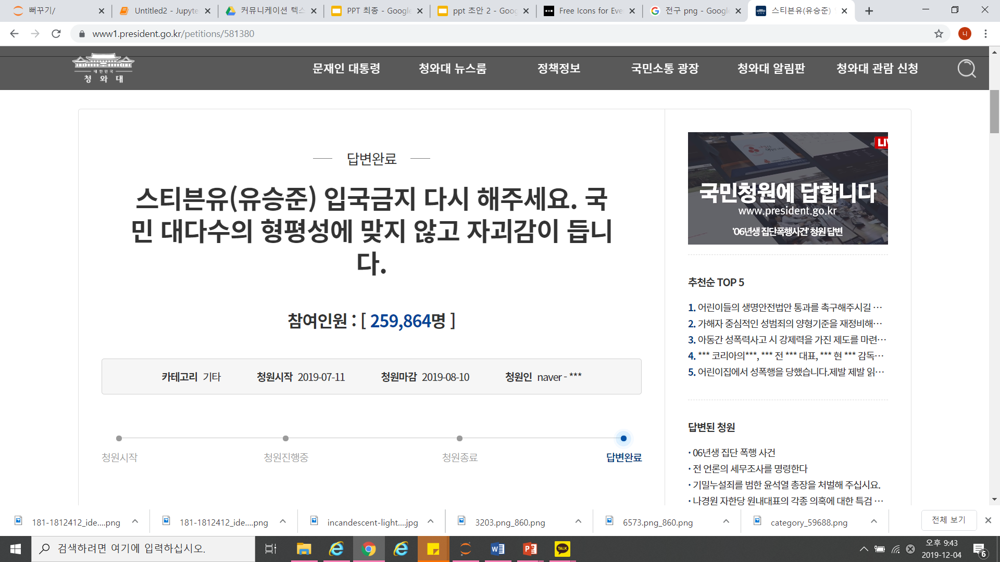 뻐꾸기/
Untitled2 - Jupyte
커뮤니케이션 텍스
PPT 최종 - Google
ppt 초안 2 - Goog
Free Icons for Eve
전구 png - Google
스티븐유(유승준)
www1.president.go.kr/petitions/581380
니
대한민국
청와대
문재인 대통령
청와대 뉴스룸
정책정보
국민소통 광장
청와대 알림판
청와대 관람 신청
답변완료
스티븐유(유승준) 입국금지 다시 해주세요. 국
민 대다수의 형평성에 맞지 않고 자괴감이 듭니
다.
참여인원 : [ 259,864명 ]
카테고리 기타 청원시작 2019-07-11 청원마감 2019-08-10 청원인 naver - ***
청원시작
청원진행중
청원종료
답변완료
LIV
국민청원에 답합니다
www.president.go.kr
'06년생 집단폭행사건' 청원 답변
추천순 TOP 5
1. 어린이들의 생명안전법안 통과를 촉구해주시길 ⋯
2. 가해자 중심적인 성범죄의 양형기준을 재정비해⋯
3. 아동간 성폭력사고 시 강제력을 가진 제도를 마련⋯
4. *** 코리아의***, *** 전 *** 대표, *** 현 *** 감독⋯
5. 어린이집에서 성폭행을 당했습니다.제발 제발 읽⋯
답변된 청원
· 06년생 집단 폭행 사건
· 전 언론의 세무조사를 명령한다
· 기밀누설죄를 범한 윤석열 총장을 처벌해 주십시요.
· 나경원 자한당 원내대표의 각종 의혹에 대한 특검 ⋯
181-1812412_ide....png
181-1812412_ide....png
incandescent-light....jpg
3203.png_860.png
6573.png_860.png
category_59688.png
전체 보기
검색하려면 여기에 입력하십시오.
TALK
오후 9:43
2019-12-04
6